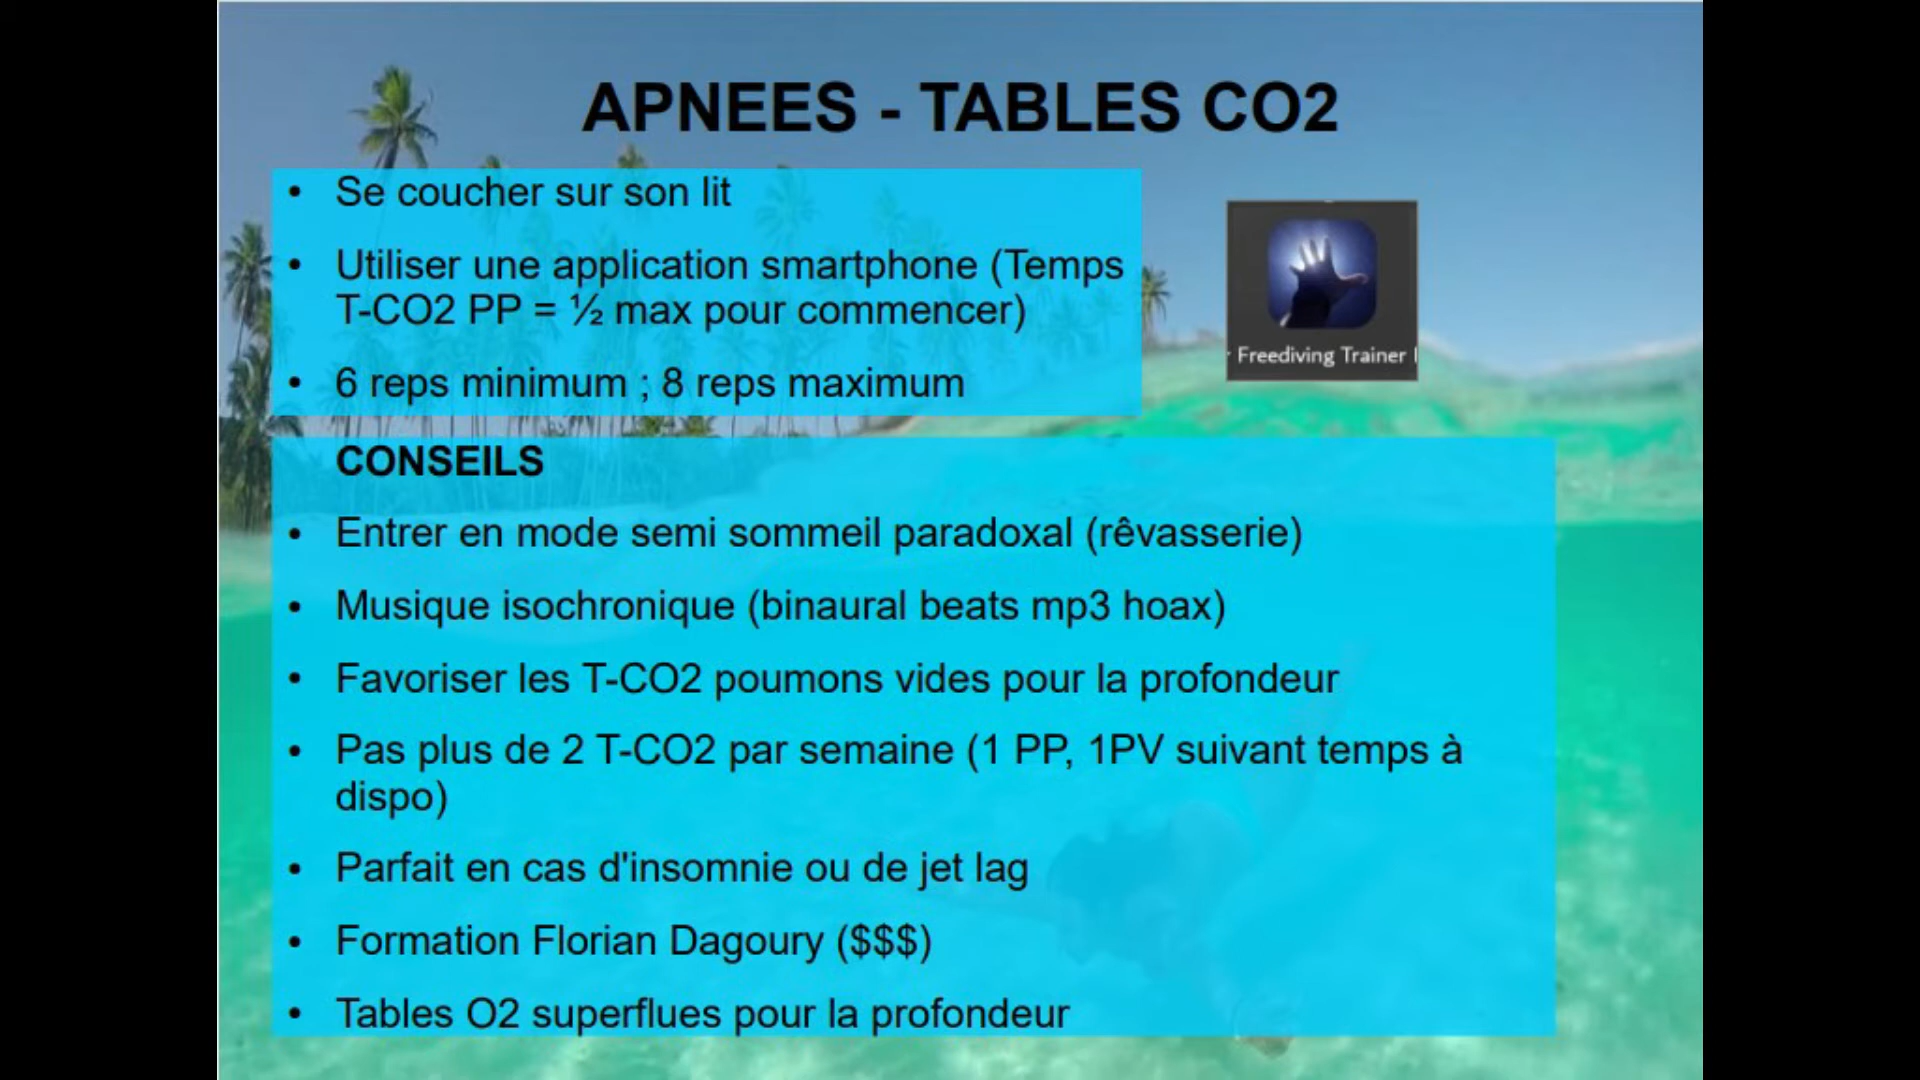 APNEES - TABLES CO2
• Se coucher sur son lit
• Utiliser une application smartphone (Temps
T-CO2 PP = ½ max pour commencer)
• 6 reps minimum ; 8 reps maximum
Freediving Trainer
CONSEILS
• Entrer en mode semi sommeil paradoxal (rêvasserie)
• Musique isochronique (binaural beats mp3 hoax)
• Favoriser les T-CO2 poumons vides pour la profondeur
• Pas plus de 2 T-CO2 par semaine (1 PP, 1PV suivant temps à
dispo)
• Parfait en cas d'insomnie ou de jet lag
• Formation Florian Dagoury ($$$)
• Tables O2 superflues pour la profondeur